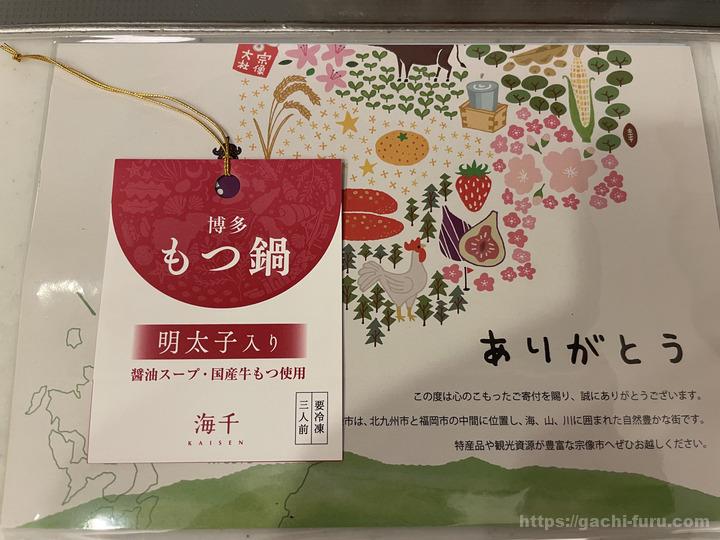 宗像
大社
博多
もつ鍋
明太子入り
醤油スープ・国産牛もつ使用
海千
KAISEN
要冷凍
三人前
ありがとう
この度は心のこもったご寄付を賜り、誠にありがとうございます。
市は、北九州市と福岡市の中間に位置し、海、山、川に囲まれた自然豊かな街です。
特産品や観光資源が豊富な宗像市へぜひお越しください。
https://gachi-furu.com/